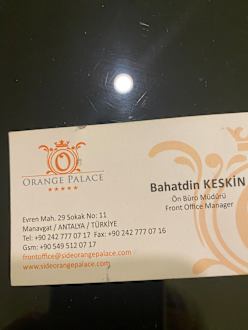 O
ORANGE PALACE
★★★★★
Bahatdin KESKİN
Ön Büro Müdürü
Front Office Manager
Evren Mah. 29 Sokak No: 11
Manavgat / ANTALYA / TÜRKİYE
Tel: +90 242 777 07 17 Fax: +90 242 777 07 16
Gsm: +90 549 512 07 17
frontoffice@sideorangepalace.com
www.sideorangepalace.com